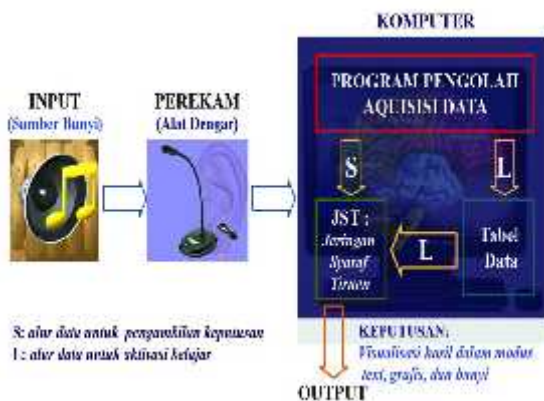 KOMPUTER
INPUT
(Sumber Bunyi)
PEREKAM
(Alat Dengar)
PROGRAM PENGOLAH
AQUISISI DATA
S
L
JST :
Jaringan
Syaraf
Tiruan
L
Tabel
Data
S: alur data untuk pengambilan keputusan
L : alur data untuk aktivasi belajar
KEPUTUSAN:
Visualisasi hasil dalam modus
text, grafis, dan bunyi
OUTPUT